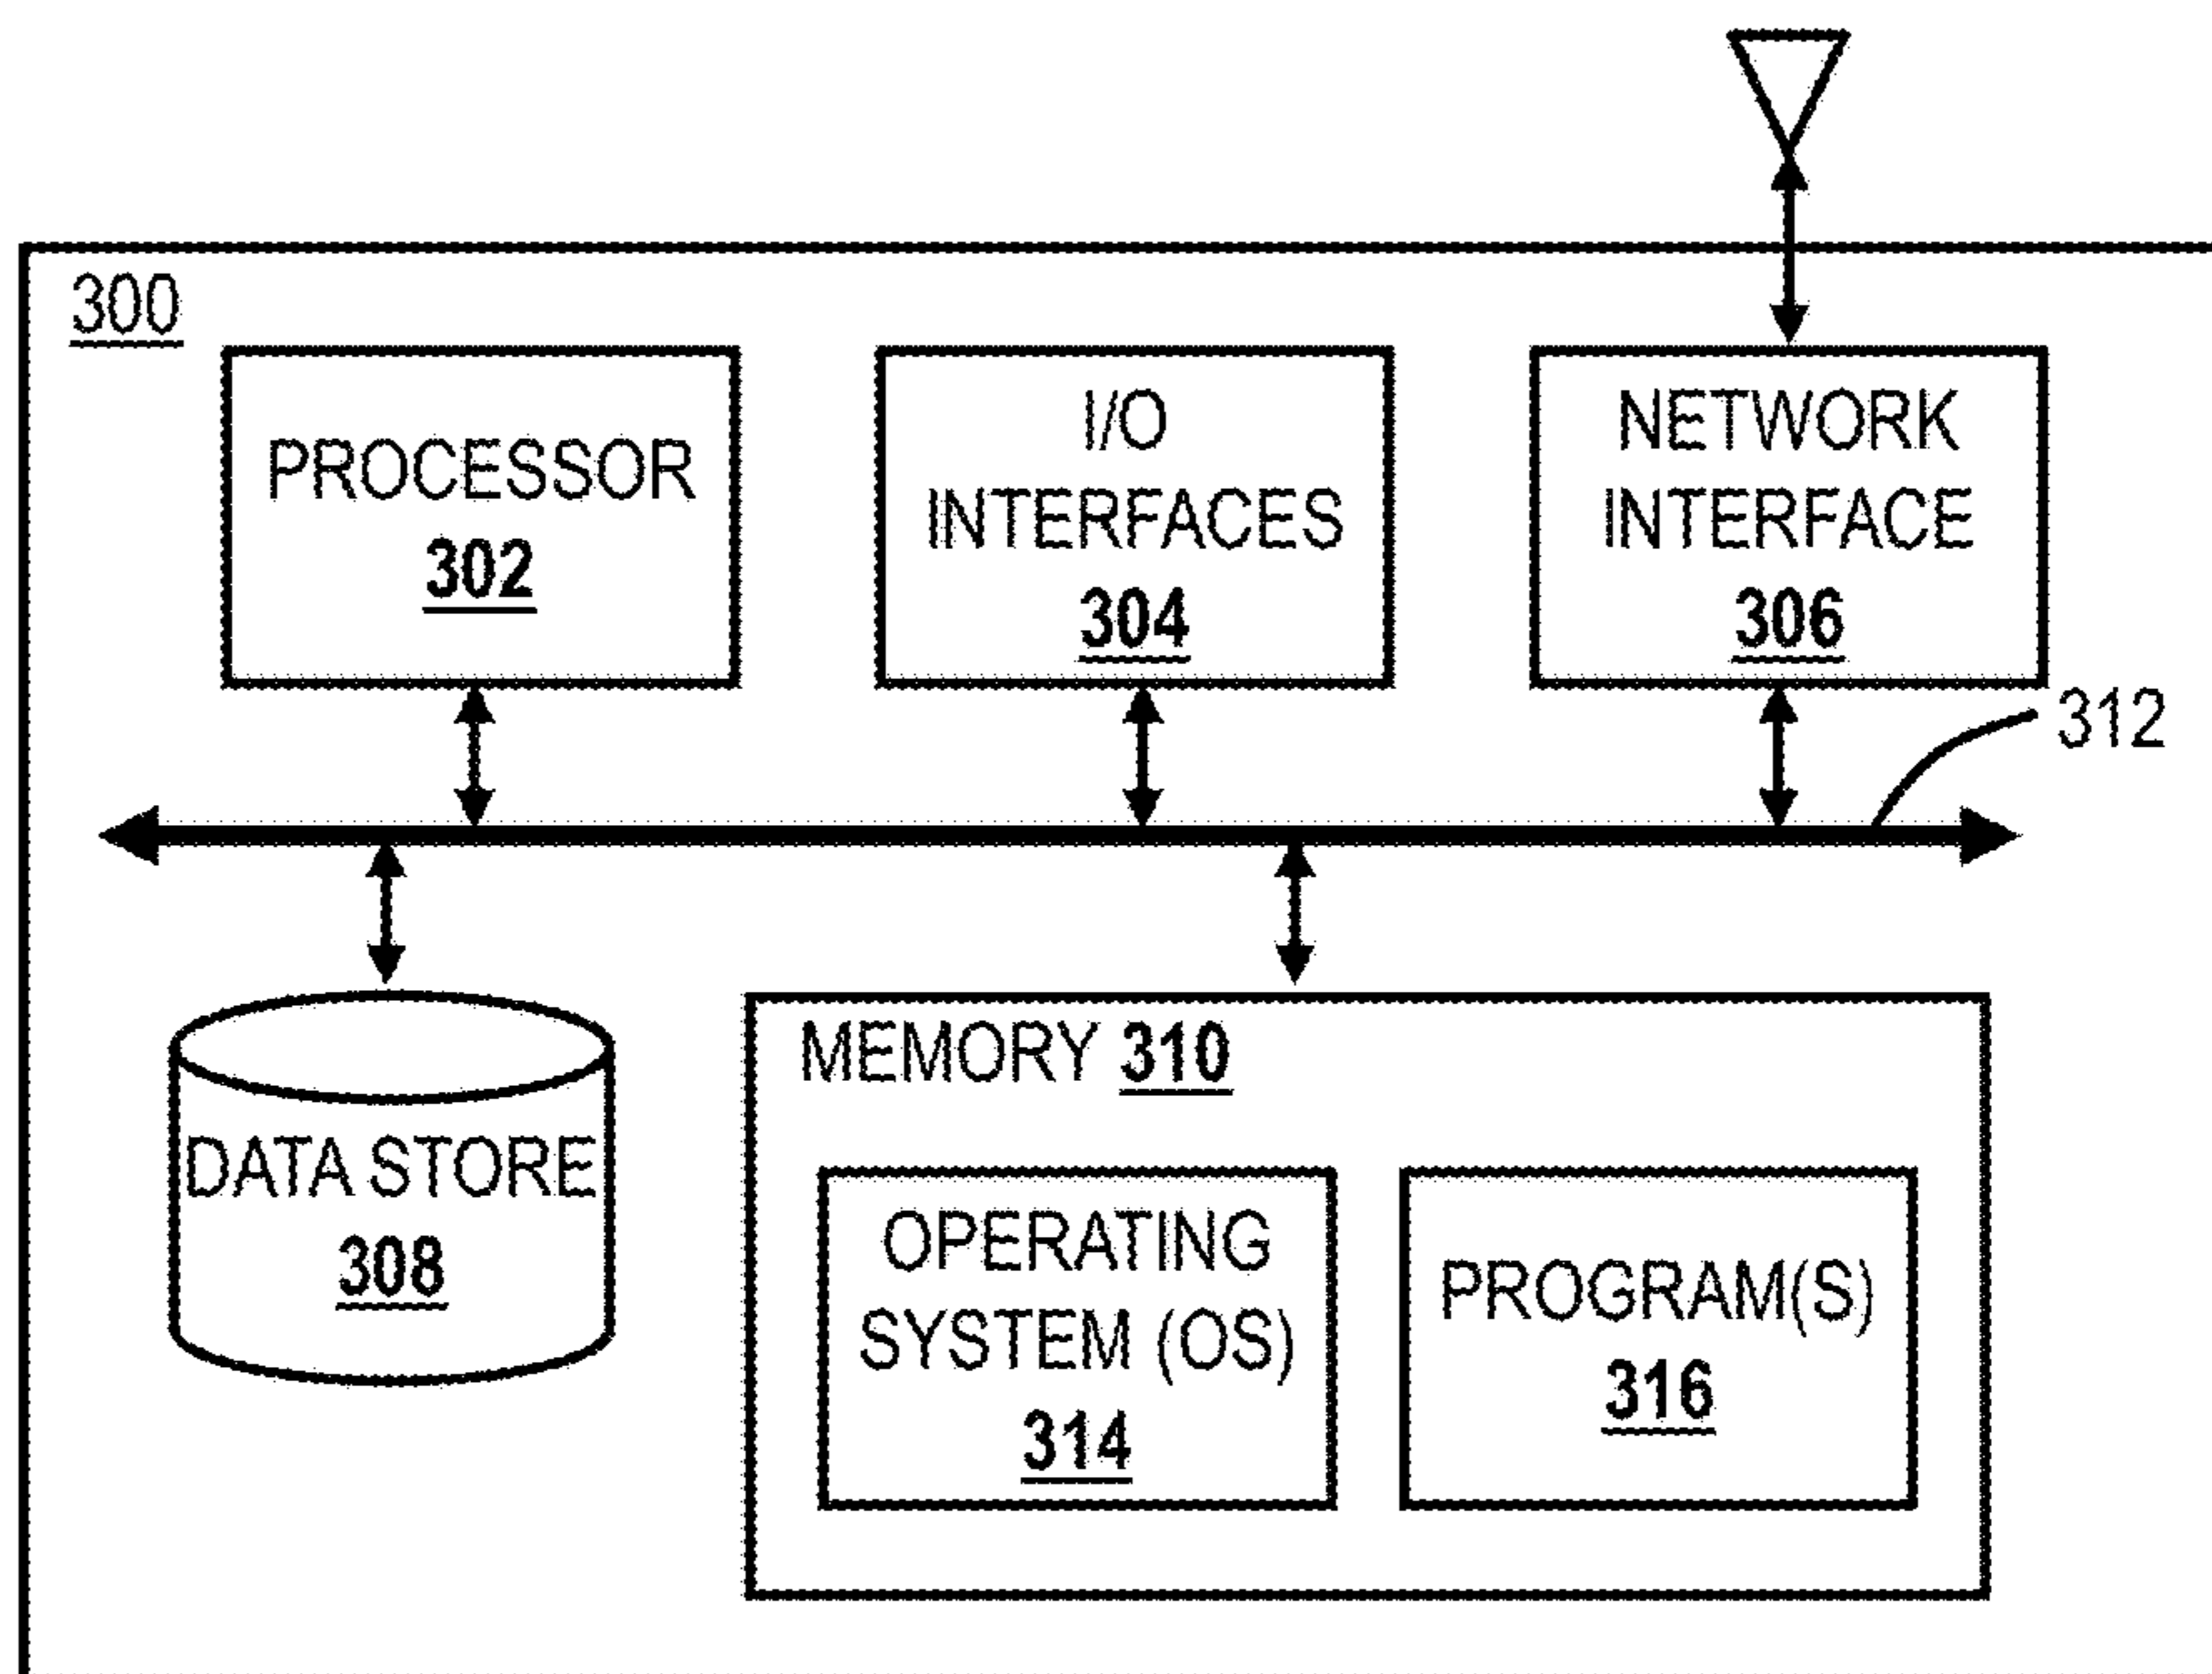 300
PROCESSOR
302
I/O
INTERFACES
304
NETWORK
INTERFACE
306
312
DATA STORE
308
MEMORY 310
OPERATING
SYSTEM (OS)
314
PROGRAM(S)
316